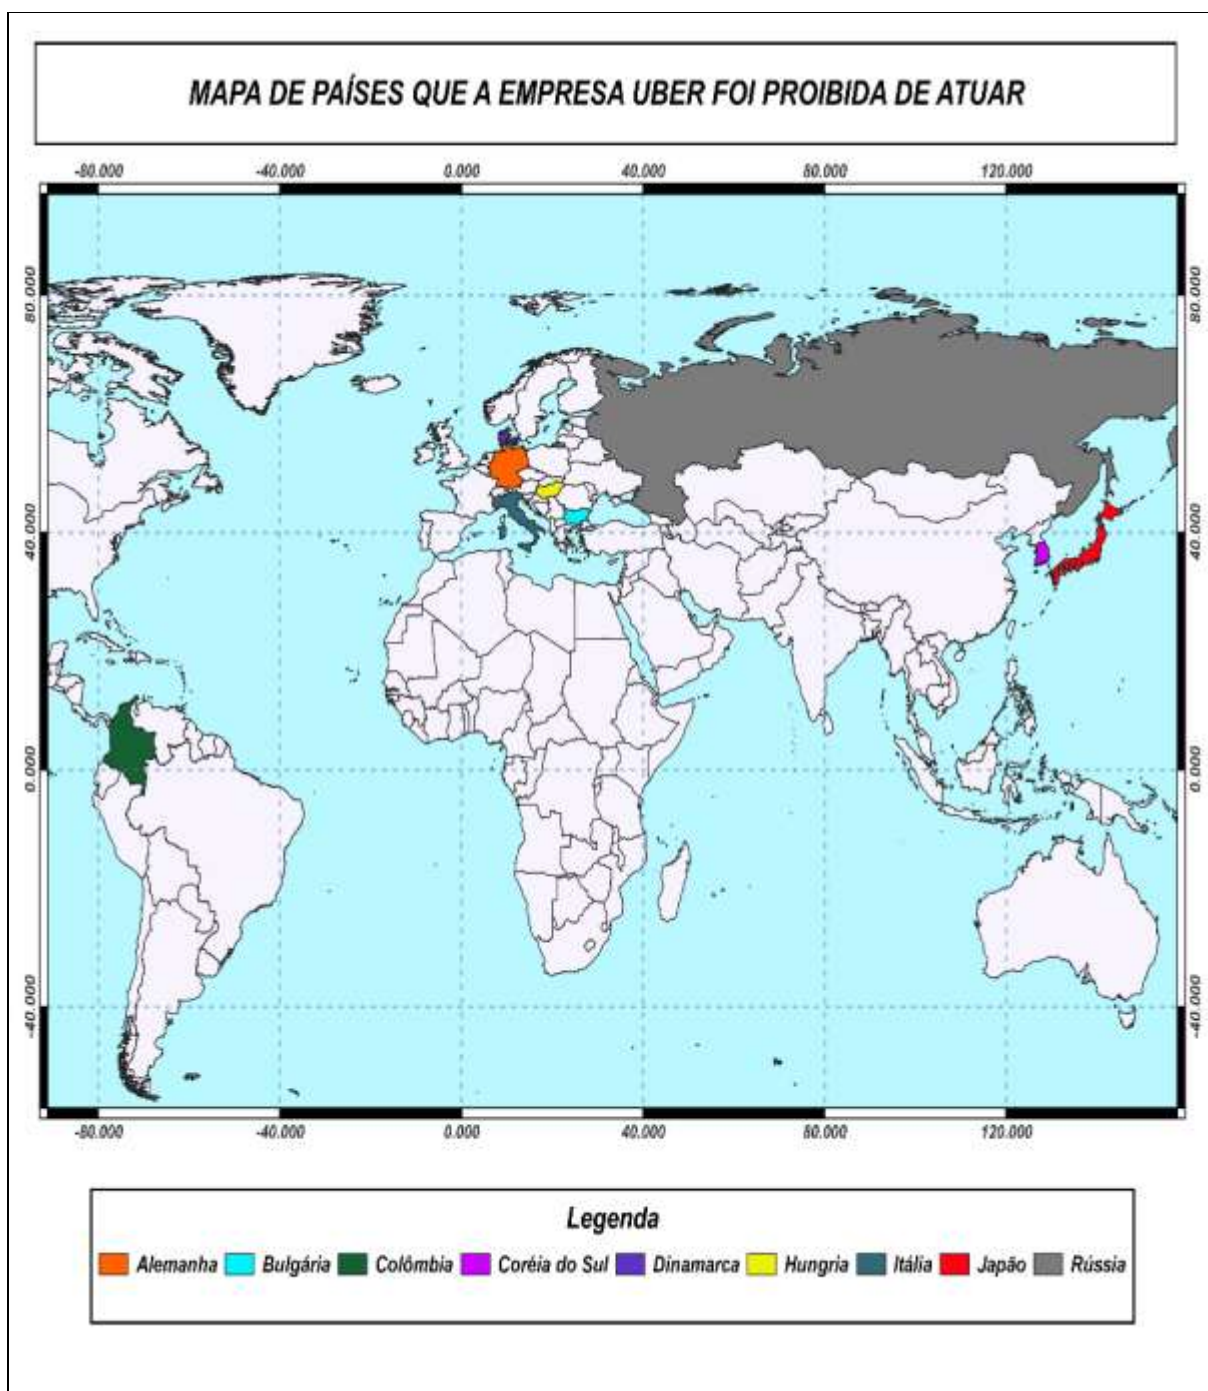 MAPA DE PAÍSES QUE A EMPRESA UBER FOI PROIBIDA DE ATUAR
-80.000 -40.000 0.000 40.000 80.000 120.000
80.000 80.000
40.000 40.000
0.000 0.000
-40.000 -40.000
-80.000 -40.000 0.000 40.000 80.000 120.000
Legenda
Alemanha Bulgária Colômbia Coréia do Sul Dinamarca Hungria Itália Japão Rússia